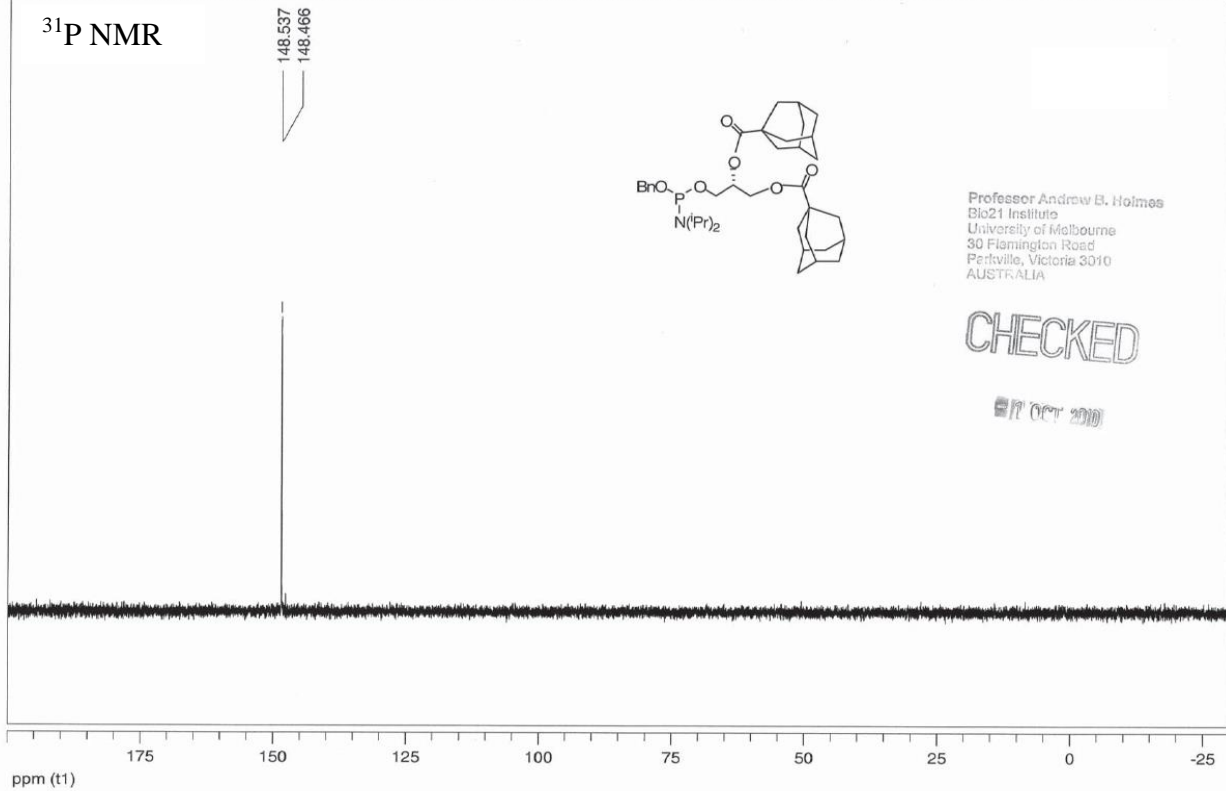 ³¹P NMR
148.537
148.466
O
O
O
O
BnO
P
O
N(ⁱPr)₂
Professor Andrew B. Holmes
Bio21 Institute
University of Melbourne
30 Flemington Road
Parkville, Victoria 3010
AUSTRALIA
CHECKED
OCT 2010
175 150 125 100 75 50 25 0 -25
ppm (t1)